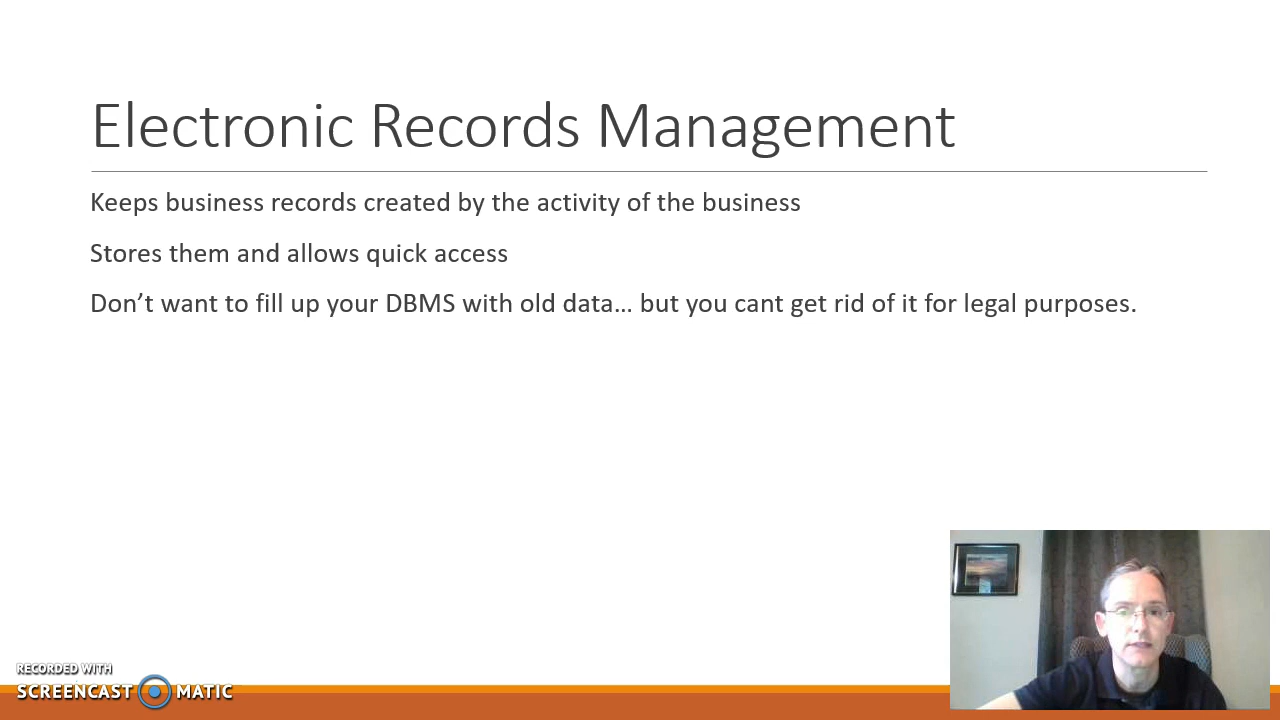 Electronic Records Management
Keeps business records created by the activity of the business
Stores them and allows quick access
Don’t want to fill up your DBMS with old data… but you cant get rid of it for legal purposes.
RECORDED WITH
SCREENCAST MATIC